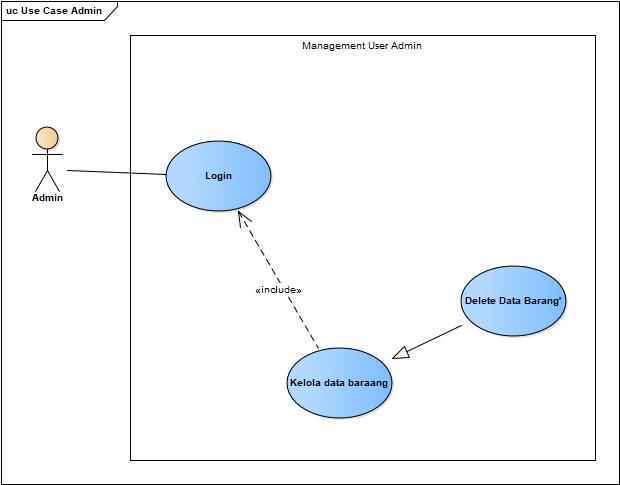 uc Use Case Admin
Management User Admin
Login
Admin
«include»
Delete Data Barang'
Kelola data baraang